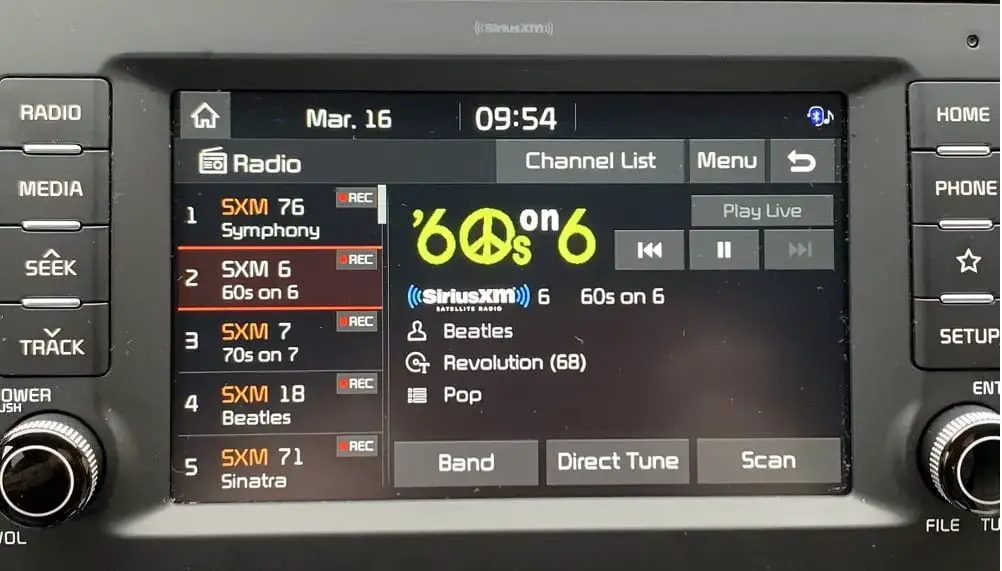 ((SiriusXM))
RADIO
MEDIA
SEEK
TRACK
POWER
PUSH
VOL
Mar. 16
09:54
Radio
Channel List
Menu
1
SXM 76
REC
Symphony
2
SXM 6
REC
60s on 6
3
SXM 7
REC
70s on 7
4
SXM 18
REC
Beatles
5
SXM 71
REC
Sinatra
'60s on 6
Play Live
((SiriusXM)) 6 60s on 6
SATELLITE RADIO
Beatles
Revolution (68)
Pop
Band
Direct Tune
Scan
HOME
PHONE
SETUP
ENT
FILE
TU